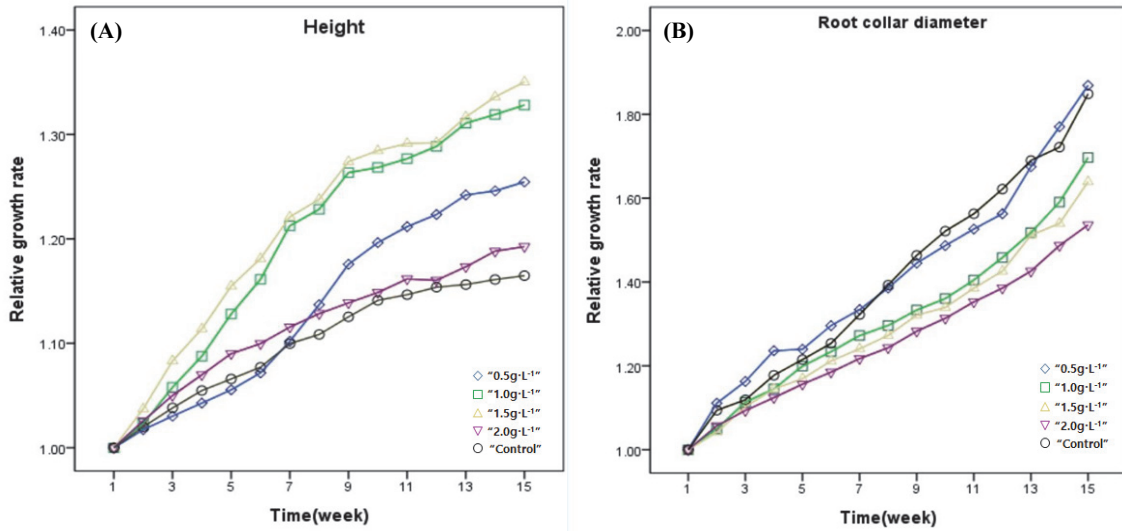 (A)
Height
1.40
1.30
1.20
1.10
1.00
Relative growth rate
1 3 5 7 9 11 13 15
Time(week)
"0.5g·L⁻¹"
"1.0g·L⁻¹"
"1.5g·L⁻¹"
"2.0g·L⁻¹"
"Control"
(B)
Root collar diameter
2.00
1.80
1.60
1.40
1.20
1.00
Relative growth rate
1 3 5 7 9 11 13 15
Time(week)
"0.5g·L⁻¹"
"1.0g·L⁻¹"
"1.5g·L⁻¹"
"2.0g·L⁻¹"
"Control"